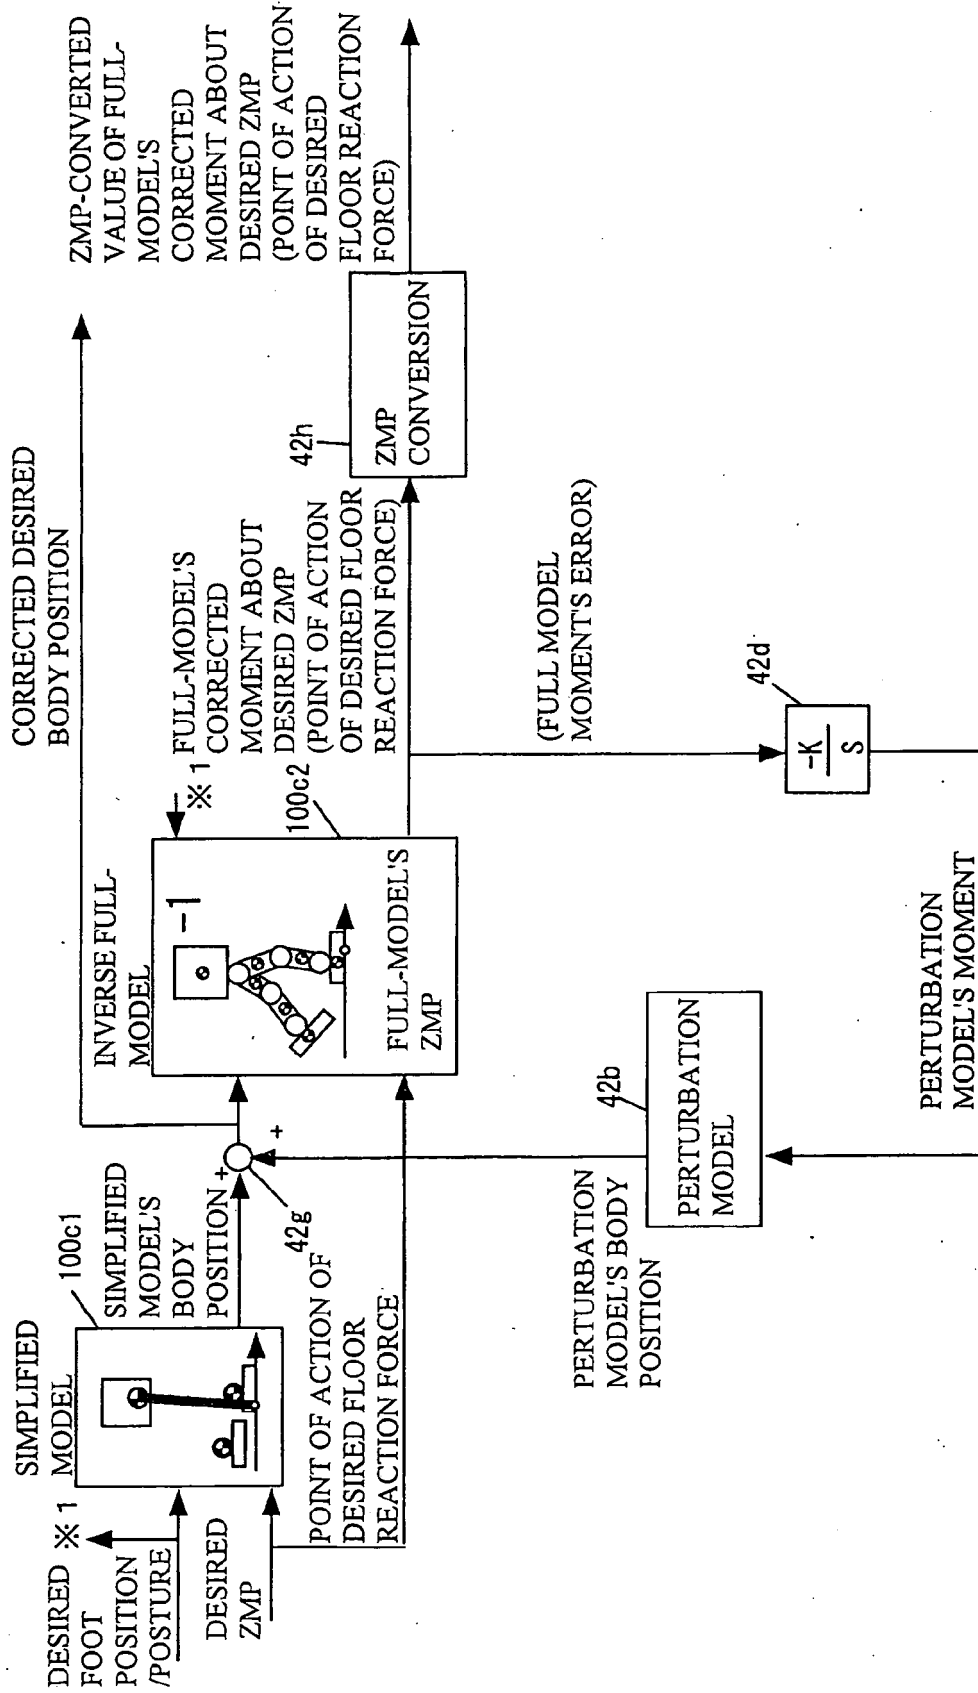 DESIRED
FOOT
POSITION
/POSTURE
※1
DESIRED
ZMP
SIMPLIFIED
MODEL
100c1
SIMPLIFIED
MODEL'S
BODY
POSITION
+
+
42g
POINT OF ACTION OF
DESIRED FLOOR
REACTION FORCE
CORRECTED DESIRED
BODY POSITION
INVERSE FULL-
MODEL
-1
FULL-MODEL'S
ZMP
※1
100c2
FULL-MODEL'S
CORRECTED
MOMENT ABOUT
DESIRED ZMP
(POINT OF ACTION
OF DESIRED FLOOR
REACTION FORCE)
42h
ZMP
CONVERSION
ZMP-CONVERTED
VALUE OF FULL-
MODEL'S
CORRECTED
MOMENT ABOUT
DESIRED ZMP
(POINT OF ACTION
OF DESIRED
FLOOR REACTION
FORCE)
(FULL MODEL
MOMENT'S ERROR)
42d
-K
S
PERTURBATION
MODEL'S BODY
POSITION
42b
PERTURBATION
MODEL
PERTURBATION
MODEL'S MOMENT